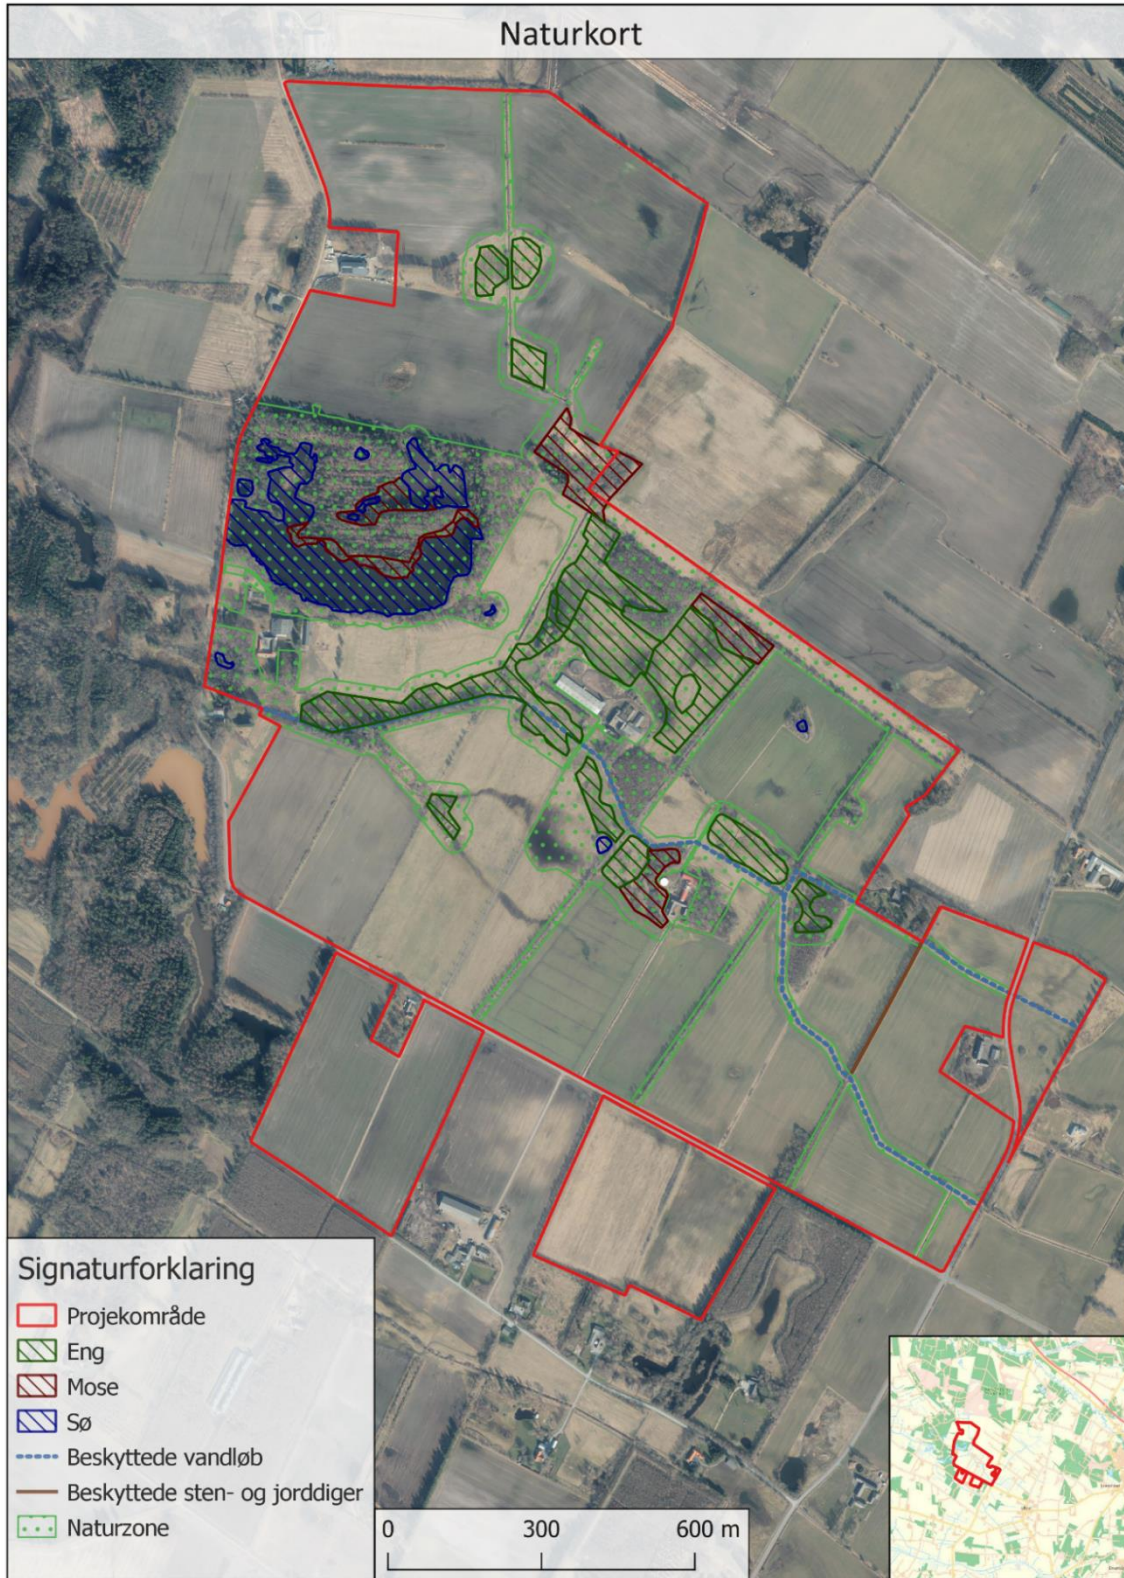 Naturkort
Signaturforklaring
Projekområde
Eng
Mose
Sø
Beskyttede vandløb
Beskyttede sten- og jorddiger
Naturzone
0 300 600 m